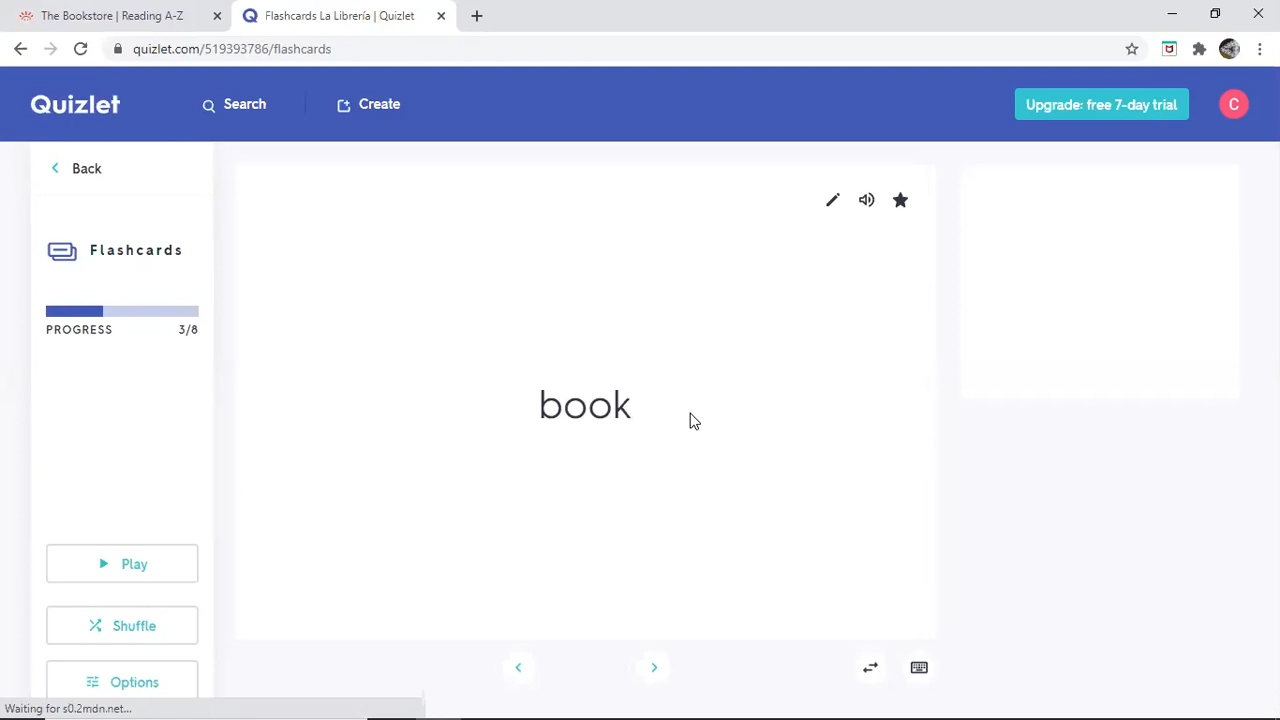 The Bookstore | Reading A-Z
Flashcards La Librería | Quizlet
quizlet.com/519393786/flashcards
Quizlet
Search
Create
Upgrade: free 7-day trial
C
Back
Flashcards
PROGRESS 3/8
book
Play
Shuffle
Options
Waiting for s0.2mdn.net...